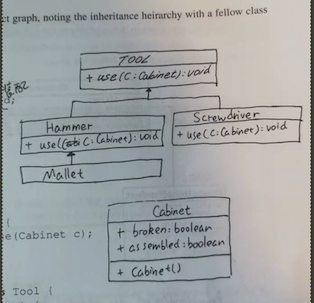 ct graph, noting the inheritance heirarchy with a fellow class
TOOL
+ use(C:Cabinet):void
Hammer
+ use(C:Cabinet):void
Screwdriver
+ use(C:Cabinet):void
Mallet
{
e(Cabinet c);
Cabinet
+ broken:boolean
+ assembled:boolean
+ Cabinet()
Tool {